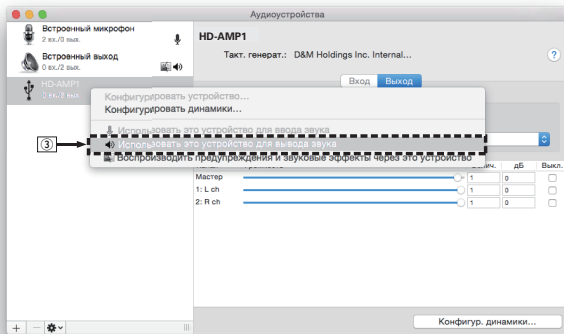 Аудиоустройства
Встроенный микрофон
2 вх./0 вых.
Встроенный выход
0 вх./2 вых.
HD-AMP1
HD-AMP1
Такт. генерат.: D&M Holdings Inc. Internal...
?
Вход Выход
Конфигурировать устройство...
Конфигурировать динамики...
Использовать это устройство для ввода звука
③
Использовать это устройство для вывода звука
Воспроизводить предупреждения и звуковые эффекты через это устройство
дБ Выкл.
Мастер 1 0
1: L ch 1 0
2: R ch 1 0
Конфигур. динамики...